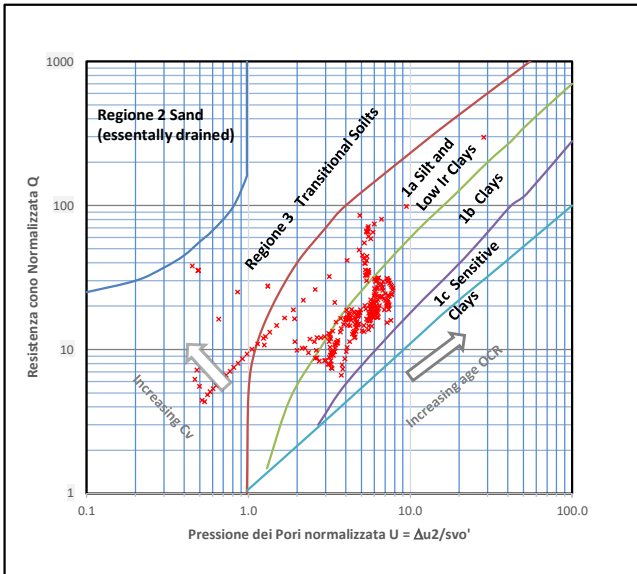 1000
100
10
1
0.1
1.0
10.0
100.0
Resistenza cono Normalizzata Q
Pressione dei Pori normalizzata U = Δu2/svo'
Regione 2 Sand
(essentally drained)
Regione 3 Transitional Soilts
1a Silt and
Low Ir Clays
1b Clays
1c Sensitive
Clays
Increasing Cv
Increasing age OCR